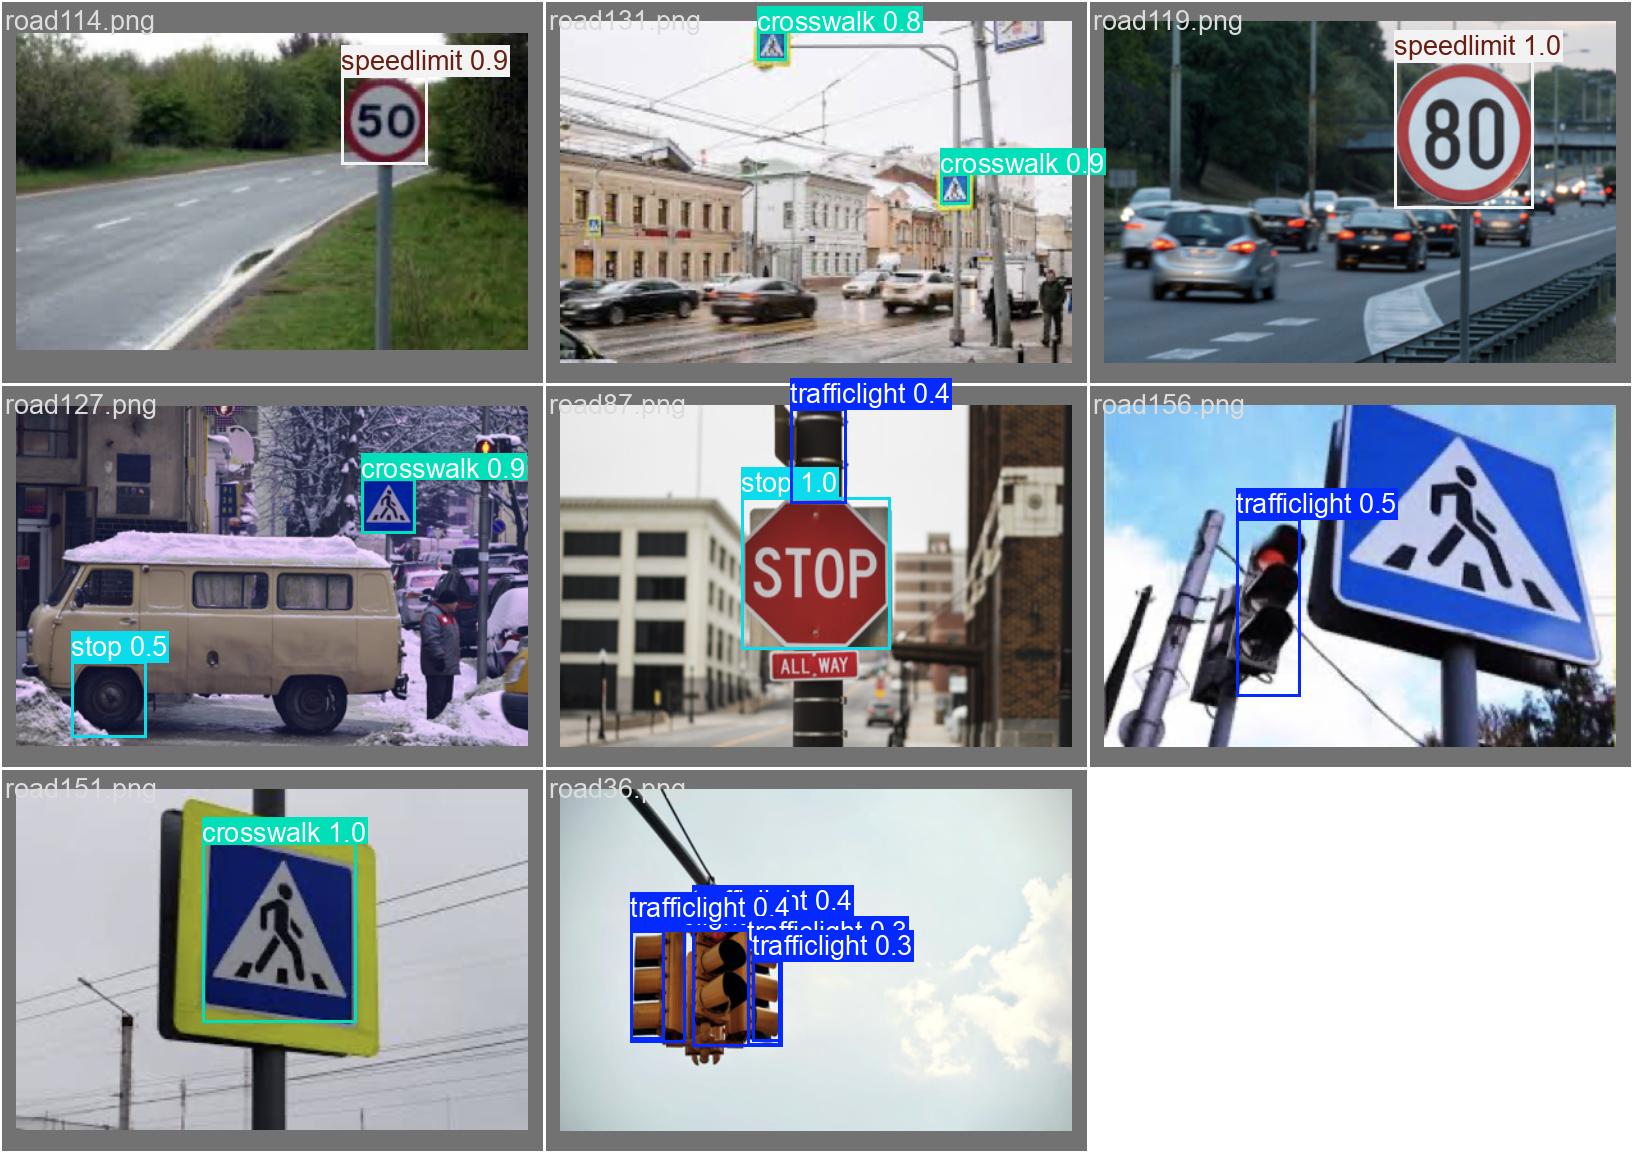 road114.png
speedlimit 0.9
50
road131.png
crosswalk 0.8
crosswalk 0.9
road119.png
speedlimit 1.0
80
road127.png
crosswalk 0.9
stop 0.5
road87.png
trafficlight 0.4
stop 1.0
STOP
ALL WAY
road156.png
trafficlight 0.5
road151.png
crosswalk 1.0
road36.png
trafficlight 0.4
trafficlight 0.3